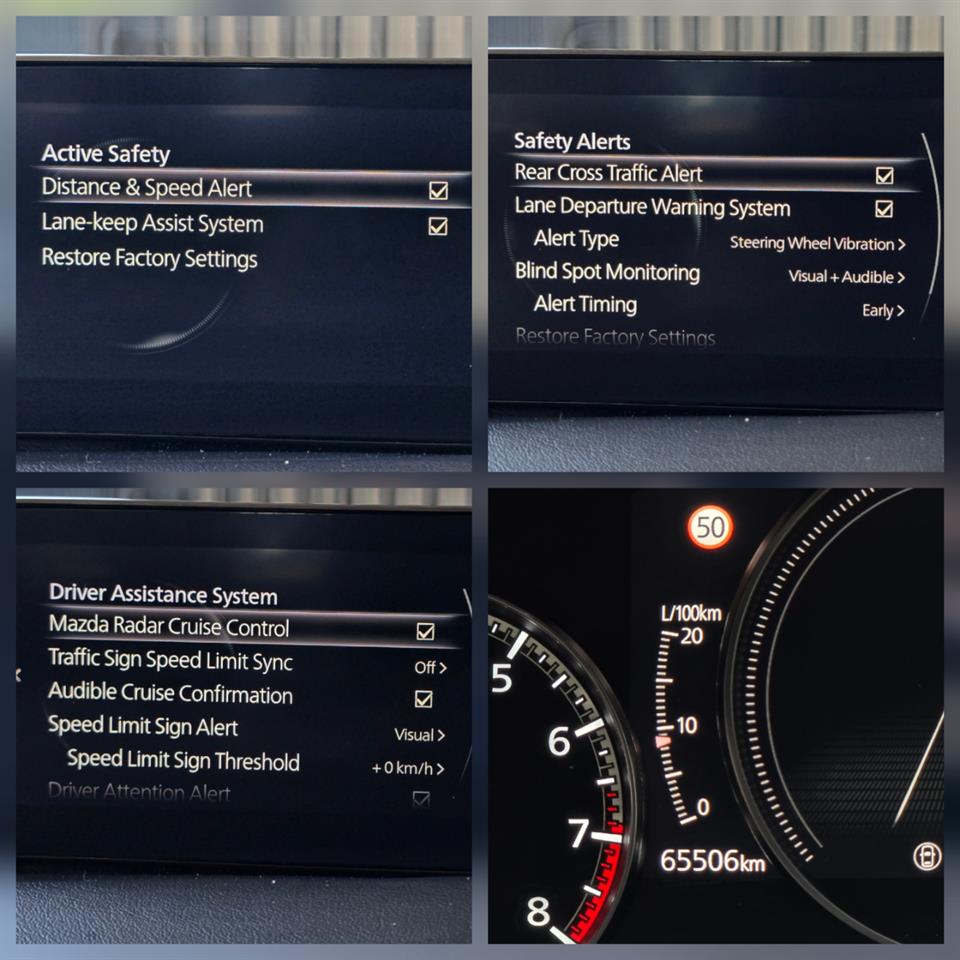 Active Safety
Distance & Speed Alert
Lane-keep Assist System
Restore Factory Settings
Safety Alerts
Rear Cross Traffic Alert
Lane Departure Warning System
Alert Type Steering Wheel Vibration >
Blind Spot Monitoring Visual + Audible >
Alert Timing Early >
Restore Factory Settings
Driver Assistance System
Mazda Radar Cruise Control
Traffic Sign Speed Limit Sync Off >
Audible Cruise Confirmation
Speed Limit Sign Alert Visual >
Speed Limit Sign Threshold + 0 km/h >
Driver Attention Alert
50
L/100km
20
10
0
5
6
7
8
65506km